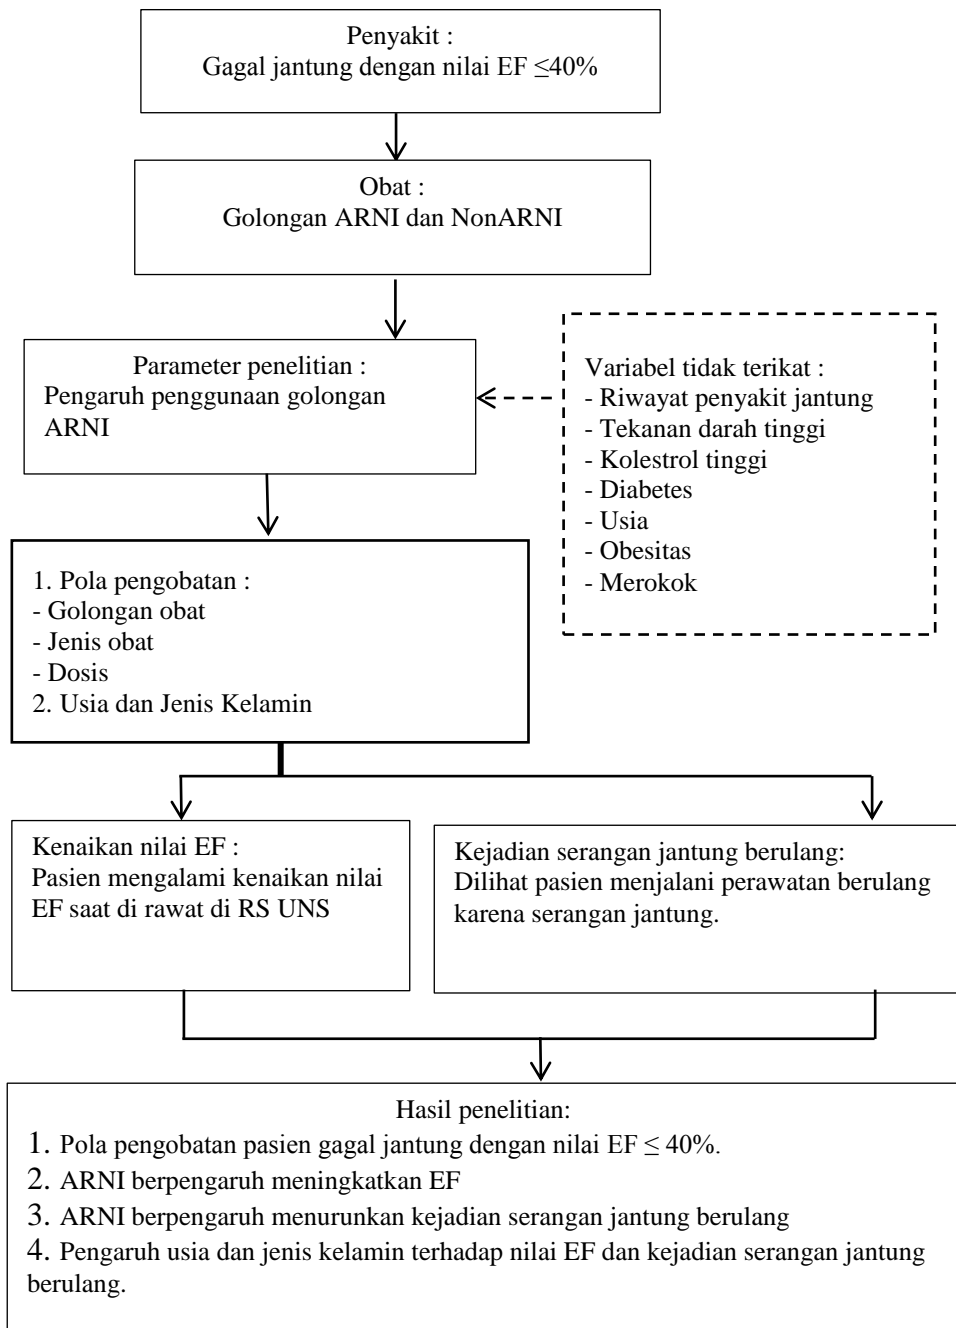 Penyakit :
Gagal jantung dengan nilai EF ≤40%
Obat :
Golongan ARNI dan NonARNI
Parameter penelitian :
Pengaruh penggunaan golongan
ARNI
Variabel tidak terikat :
- Riwayat penyakit jantung
- Tekanan darah tinggi
- Kolestrol tinggi
- Diabetes
- Usia
- Obesitas
- Merokok
1. Pola pengobatan :
- Golongan obat
- Jenis obat
- Dosis
2. Usia dan Jenis Kelamin
Kenaikan nilai EF :
Pasien mengalami kenaikan nilai
EF saat di rawat di RS UNS
Kejadian serangan jantung berulang:
Dilihat pasien menjalani perawatan berulang
karena serangan jantung.
Hasil penelitian:
1. Pola pengobatan pasien gagal jantung dengan nilai EF ≤ 40%.
2. ARNI berpengaruh meningkatkan EF
3. ARNI berpengaruh menurunkan kejadian serangan jantung berulang
4. Pengaruh usia dan jenis kelamin terhadap nilai EF dan kejadian serangan jantung
berulang.